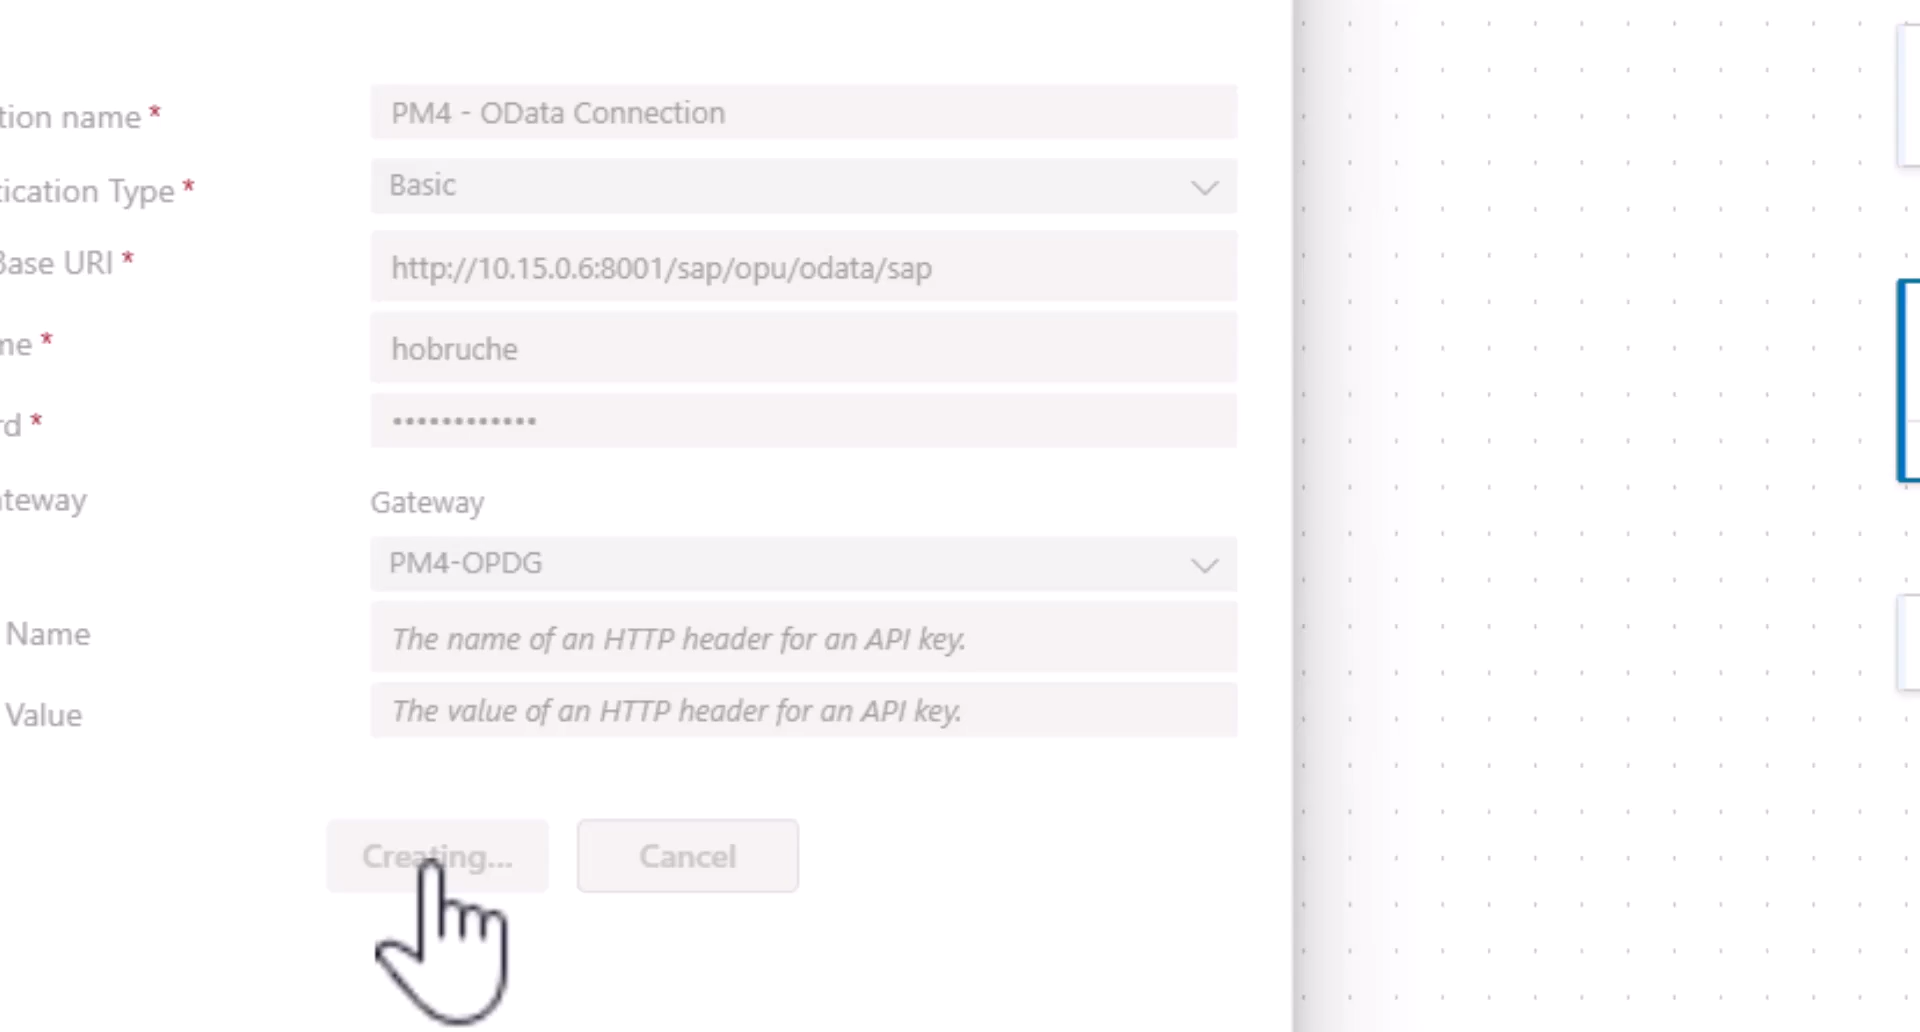 tion name * PM4 - OData Connection
ication Type * Basic
Base URI * http://10.15.0.6:8001/sap/opu/odata/sap
me * hobruche
rd * ••••••••••••
teway Gateway
PM4-OPDG
Name The name of an HTTP header for an API key.
Value The value of an HTTP header for an API key.
Creating... Cancel